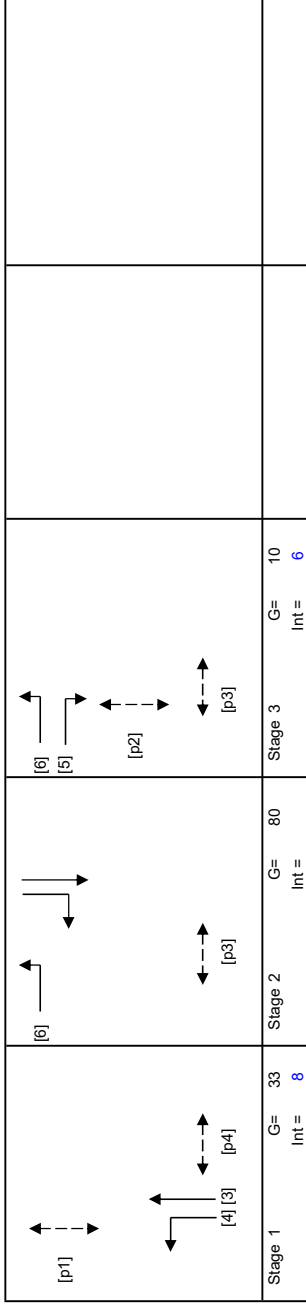 [p1]
[4] [3]
[p4]
Stage 1 G= 33
Int = 8
[6]
[p3]
Stage 2 G= 80
Int =
[6]
[5]
[p2]
[p3]
Stage 3 G= 10
Int = 6